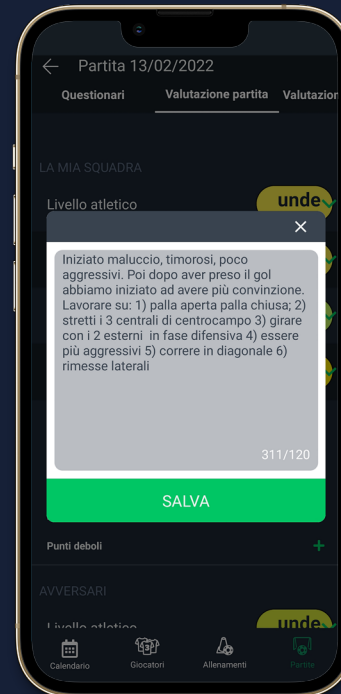 Partita 13/02/2022
Questionari Valutazione partita Valutazion
LA MIA SQUADRA
Livello atletico unde
Iniziato maluccio, timorosi, poco
aggressivi. Poi dopo aver preso il gol
abbiamo iniziato ad avere più convinzione.
Lavorare su: 1) palla aperta palla chiusa; 2)
stretti i 3 centrali di centrocampo 3) girare
con i 2 esterni in fase difensiva 4) essere
più aggressivi 5) correre in diagonale 6)
rimesse laterali
311/120
SALVA
Punti deboli +
AVVERSARI
Livello atletico unde
Calendario Giocatori Allenamenti Partite